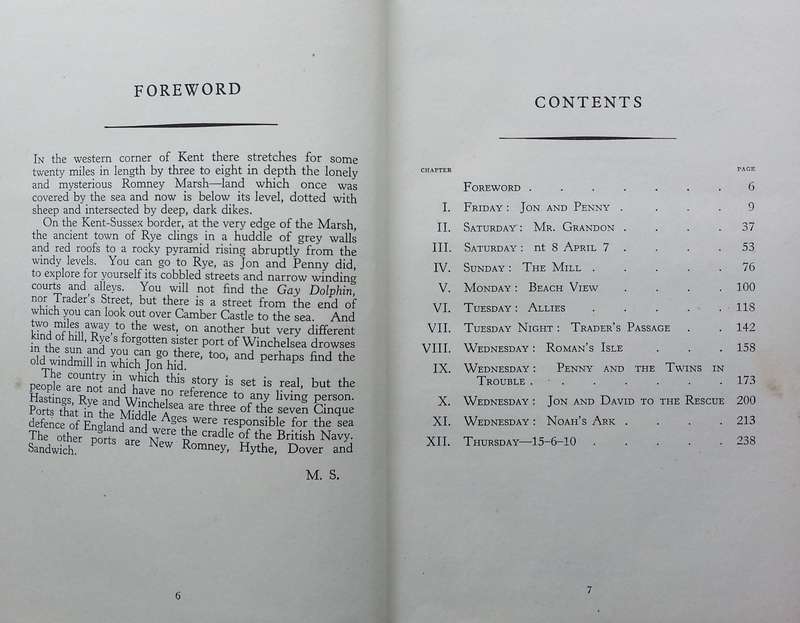 FOREWORD
In the western corner of Kent there stretches for some
twenty miles in length by three to eight in depth the lonely
and mysterious Romney Marsh—land which once was
covered by the sea and now is below its level, dotted with
sheep and intersected by deep, dark dikes.
On the Kent-Sussex border, at the very edge of the Marsh,
the ancient town of Rye clings in a huddle of grey walls
and red roofs to a rocky pyramid rising abruptly from the
windy levels. You can go to Rye, as Jon and Penny did,
to explore for yourself its cobbled streets and narrow winding
courts and alleys. You will not find the Gay Dolphin,
nor Trader's Street, but there is a street from the end of
which you can look out over Camber Castle to the sea. And
two miles away to the west, on another but very different
kind of hill, Rye's forgotten sister port of Winchelsea drowses
in the sun and you can go there, too, and perhaps find the
old windmill in which Jon hid.
The country in which this story is set is real, but the
people are not and have no reference to any living person.
Hastings, Rye and Winchelsea are three of the seven Cinque
Ports that in the Middle Ages were responsible for the sea
defence of England and were the cradle of the British Navy.
The other ports are New Romney, Hythe, Dover and
Sandwich.
M. S.
6
CONTENTS
CHAPTER PAGE
Foreword . . . . . . . 6
I. Friday : Jon and Penny . . . . 9
II. Saturday : Mr. Grandon . . . . 37
III. Saturday : nt 8 April 7 . . . . 53
IV. Sunday : The Mill . . . . . 76
V. Monday : Beach View . . . . 100
VI. Tuesday : Allies . . . . . 118
VII. Tuesday Night : Trader's Passage . . 142
VIII. Wednesday : Roman's Isle . . . 158
IX. Wednesday : Penny and the Twins in
Trouble . . . . . . . 173
X. Wednesday : Jon and David to the Rescue 200
XI. Wednesday : Noah's Ark . . . . 213
XII. Thursday—15-6-10 . . . . . 238
7